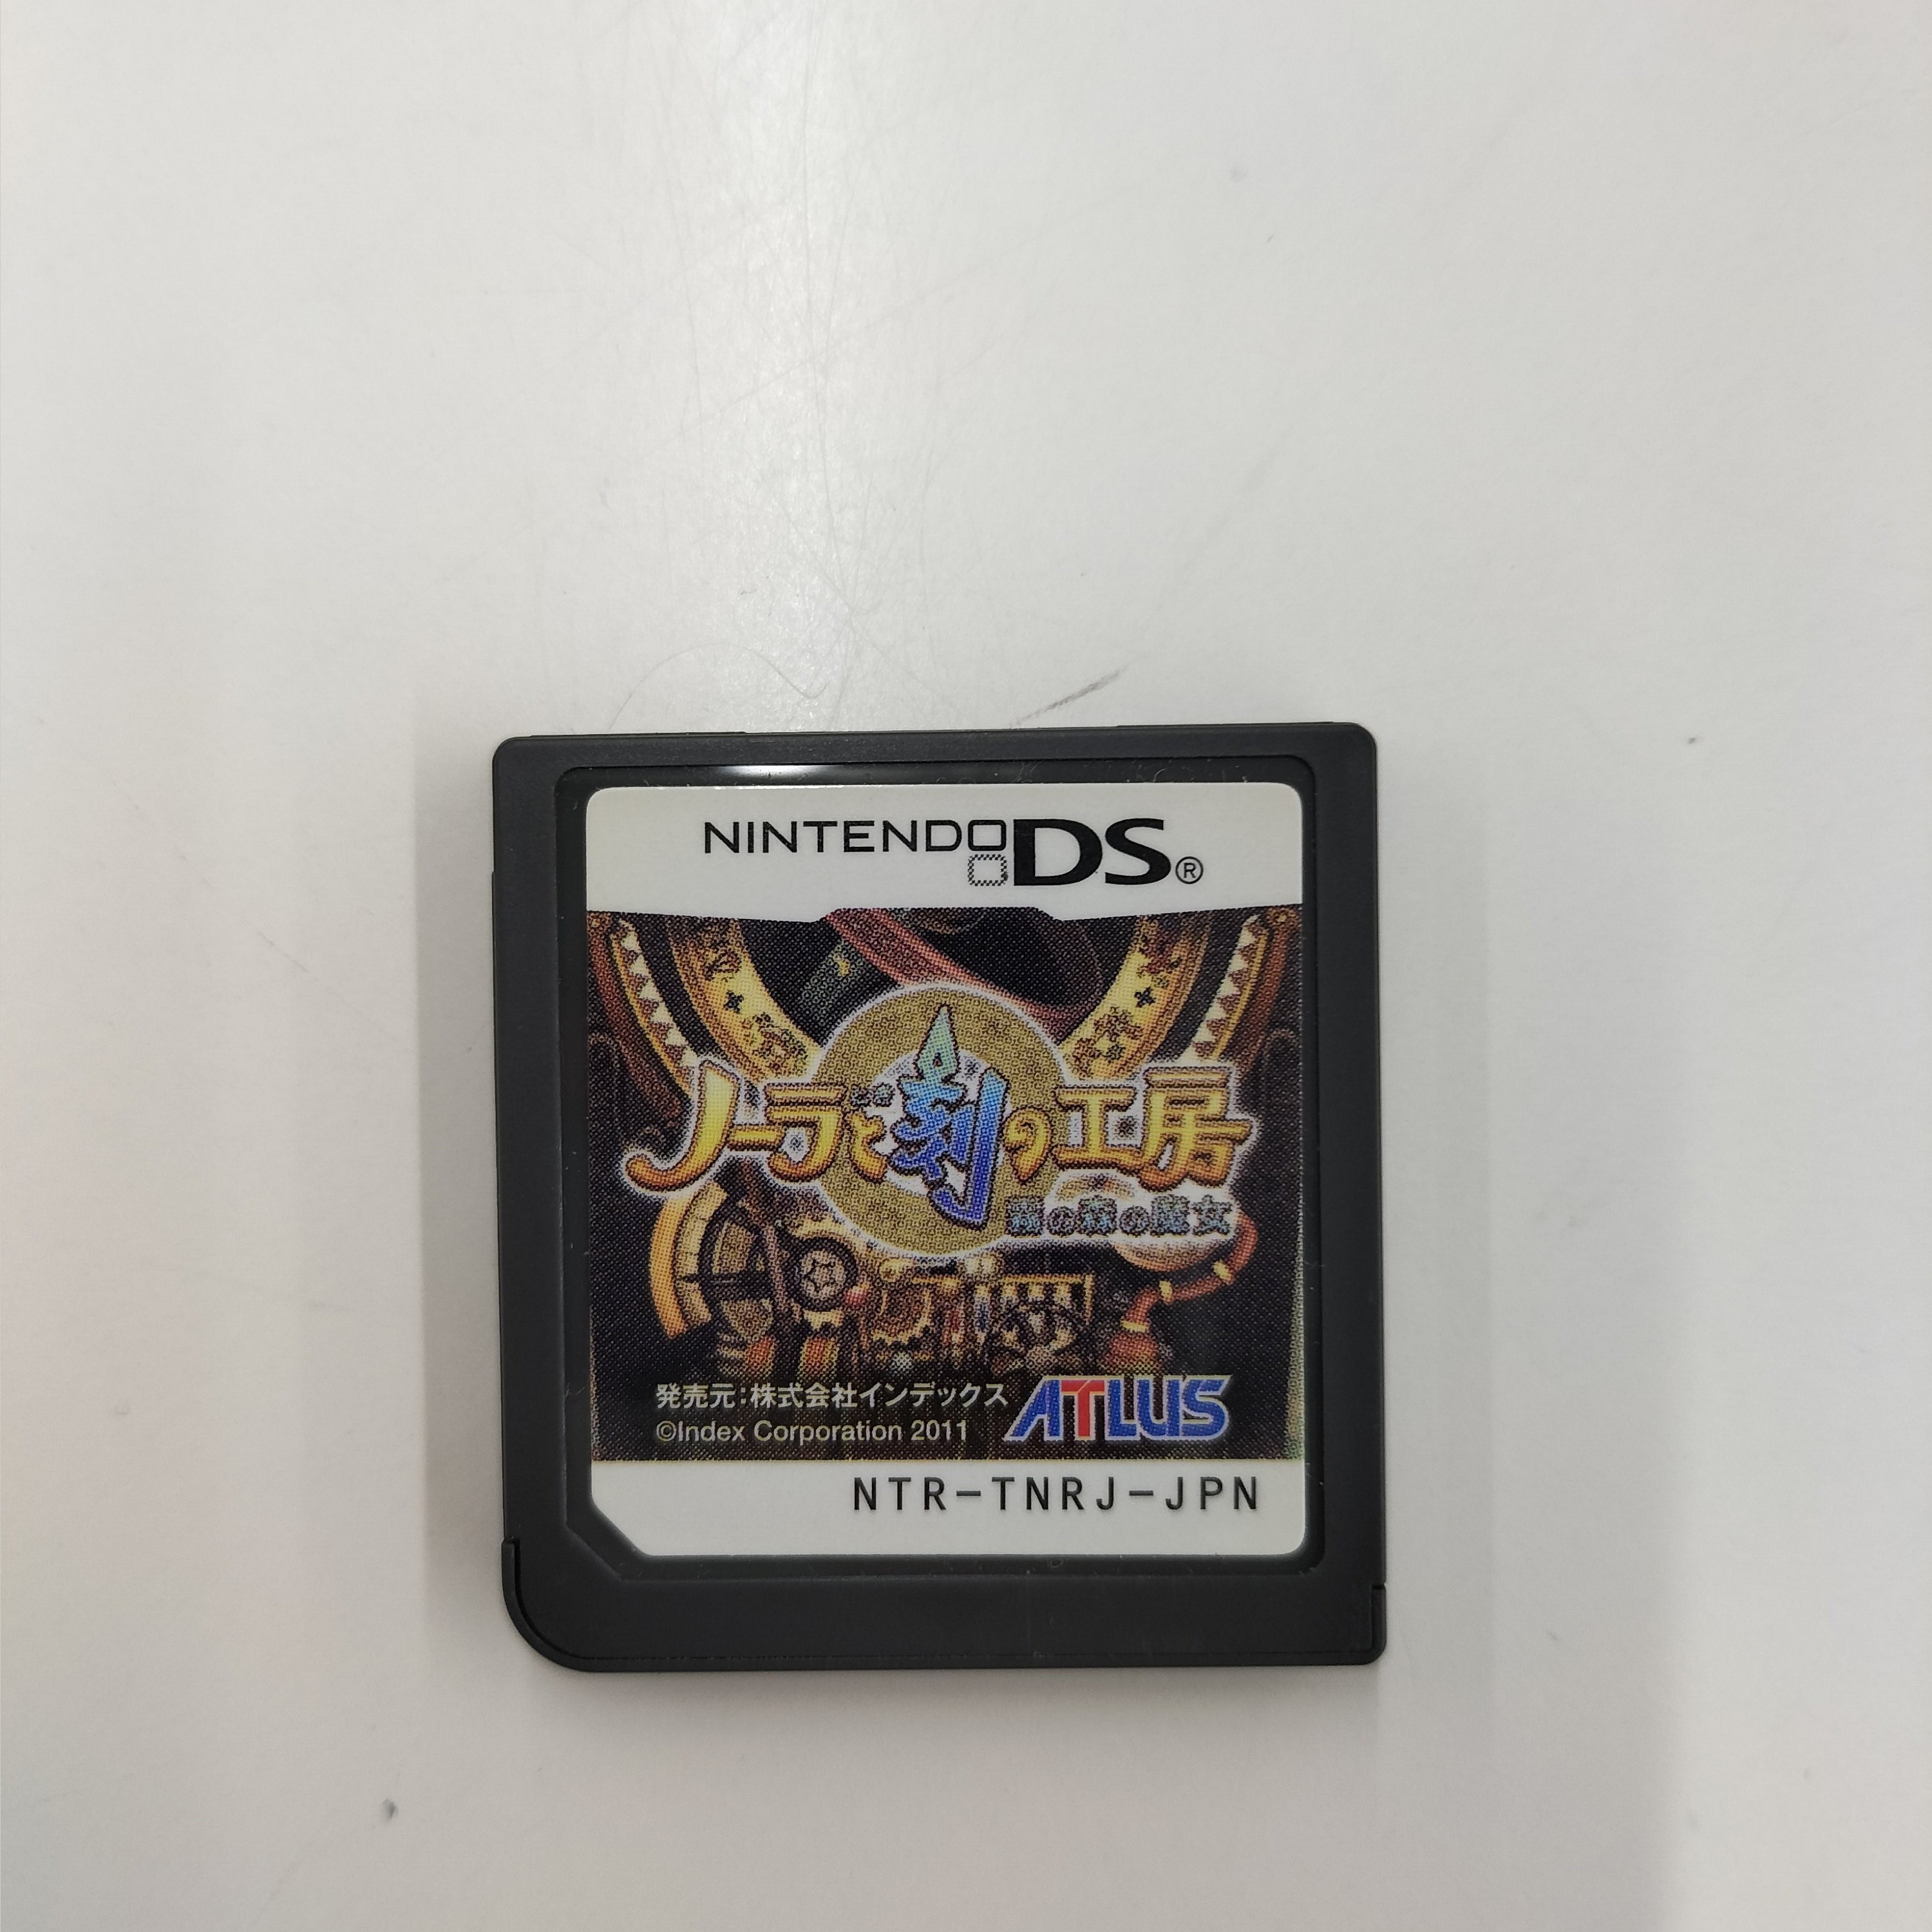 NINTENDO DS®
ノーラと刻の工房
霧の森の魔女
発売元：株式会社インデックス
©Index Corporation 2011
ATLUS
NTR-TNRJ-JPN